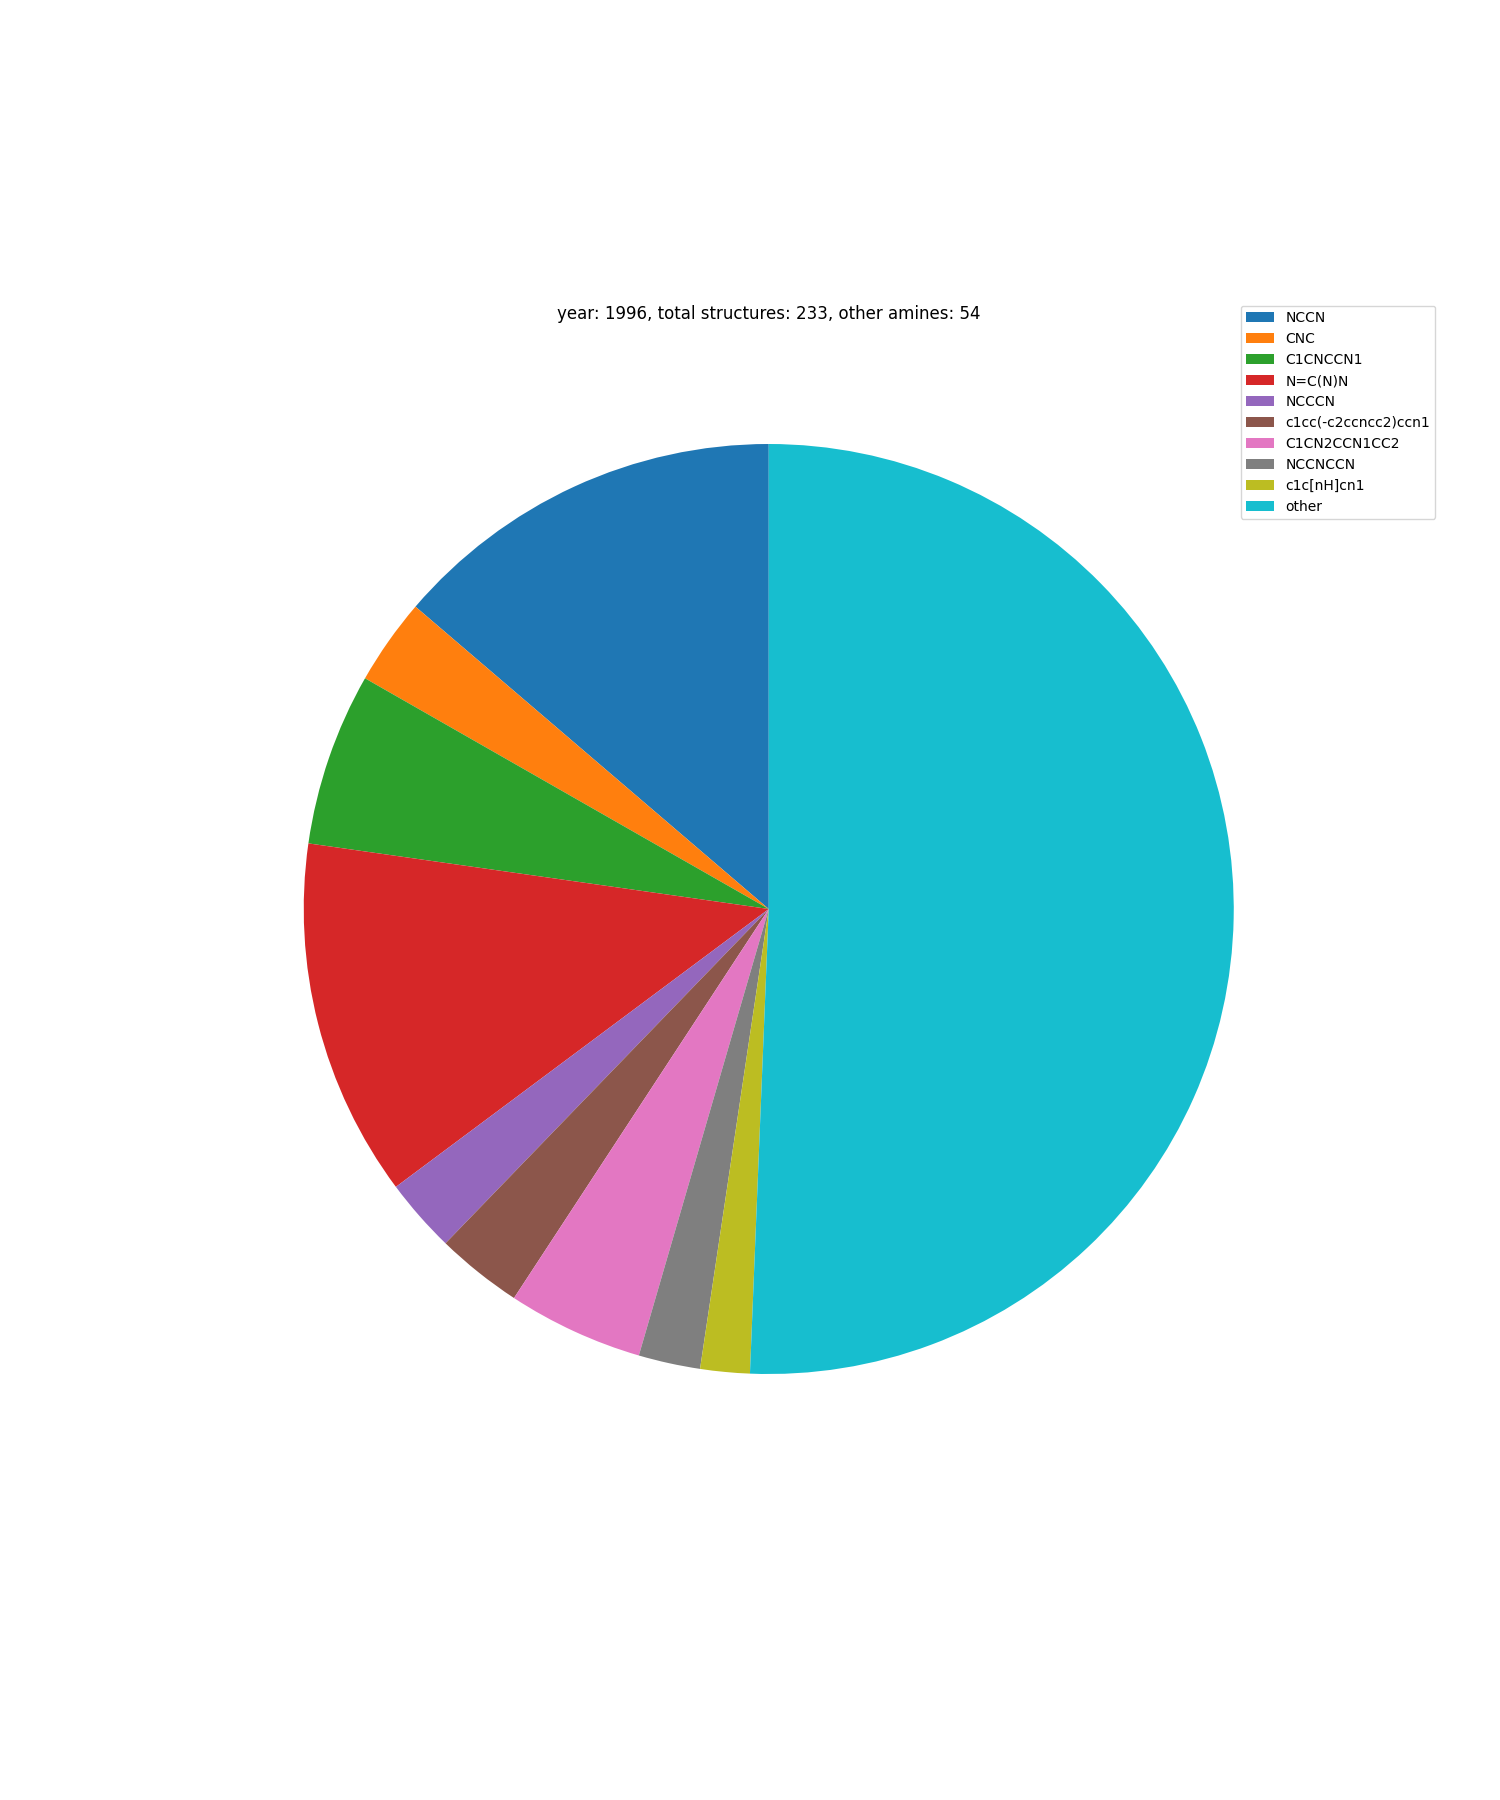 year: 1996, total structures: 233, other amines: 54
NCCN
CNC
C1CNCCN1
N=C(N)N
NCCCN
c1cc(-c2ccncc2)ccn1
C1CN2CCN1CC2
NCCNCCN
c1c[nH]cn1
other